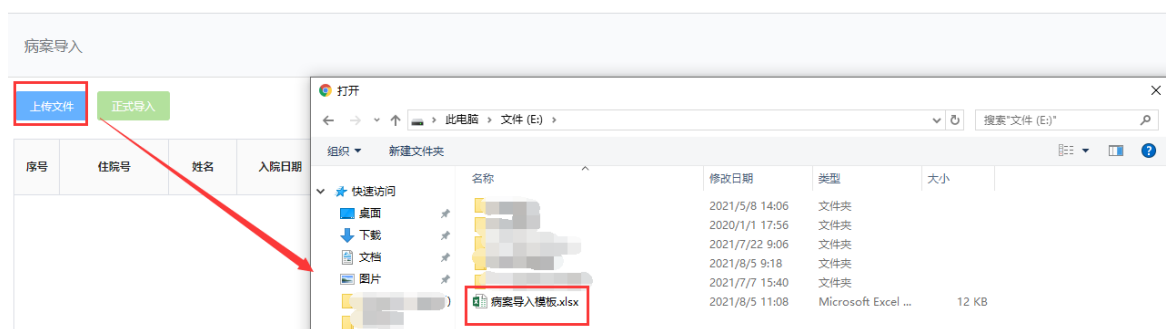 病案导入
上传文件 正式导入
序号 住院号 姓名 入院日期
打开
此电脑 › 文件 (E:) ›
搜索"文件 (E:)"
组织 新建文件夹
名称 修改日期 类型 大小
快速访问
桌面
下载
文档
图片
2021/5/8 14:06 文件夹
2020/1/1 17:56 文件夹
2021/7/22 9:06 文件夹
2021/8/5 9:18 文件夹
2021/7/7 15:40 文件夹
病案导入模板.xlsx 2021/8/5 11:08 Microsoft Excel ... 12 KB